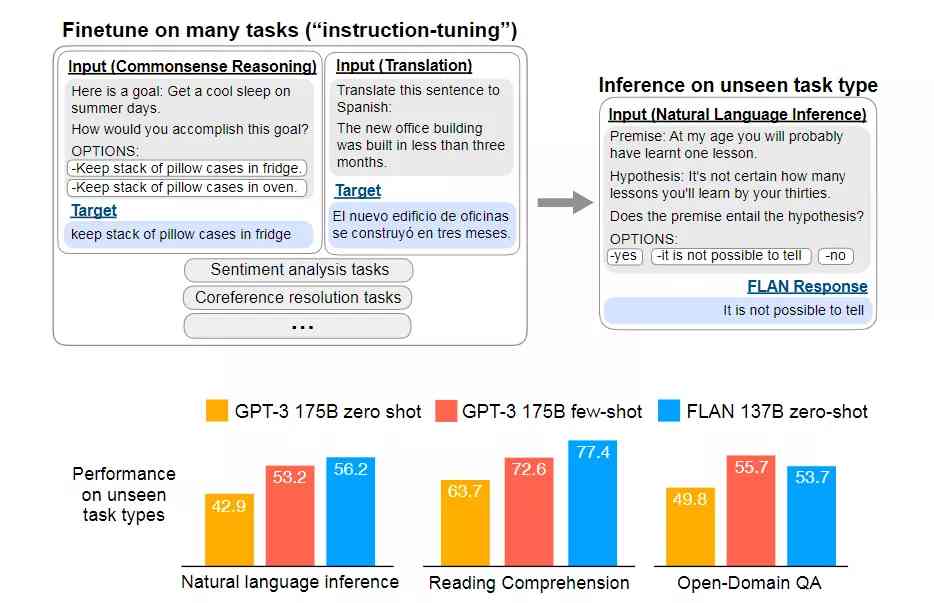 Finetune on many tasks (“instruction-tuning”)
Input (Commonsense Reasoning)
Here is a goal: Get a cool sleep on
summer days.
How would you accomplish this goal?
OPTIONS:
-Keep stack of pillow cases in fridge.
-Keep stack of pillow cases in oven.
Target
keep stack of pillow cases in fridge
Input (Translation)
Translate this sentence to
Spanish:
The new office building
was built in less than three
months.
Target
El nuevo edificio de oficinas
se construyó en tres meses.
Sentiment analysis tasks
Coreference resolution tasks
...
Inference on unseen task type
Input (Natural Language Inference)
Premise: At my age you will probably
have learnt one lesson.
Hypothesis: It's not certain how many
lessons you'll learn by your thirties.
Does the premise entail the hypothesis?
OPTIONS:
-yes -it is not possible to tell -no
FLAN Response
It is not possible to tell
GPT-3 175B zero shot GPT-3 175B few-shot FLAN 137B zero-shot
Performance
on unseen
task types
42.9 53.2 56.2
Natural language inference
63.7 72.6 77.4
Reading Comprehension
49.8 55.7 53.7
Open-Domain QA